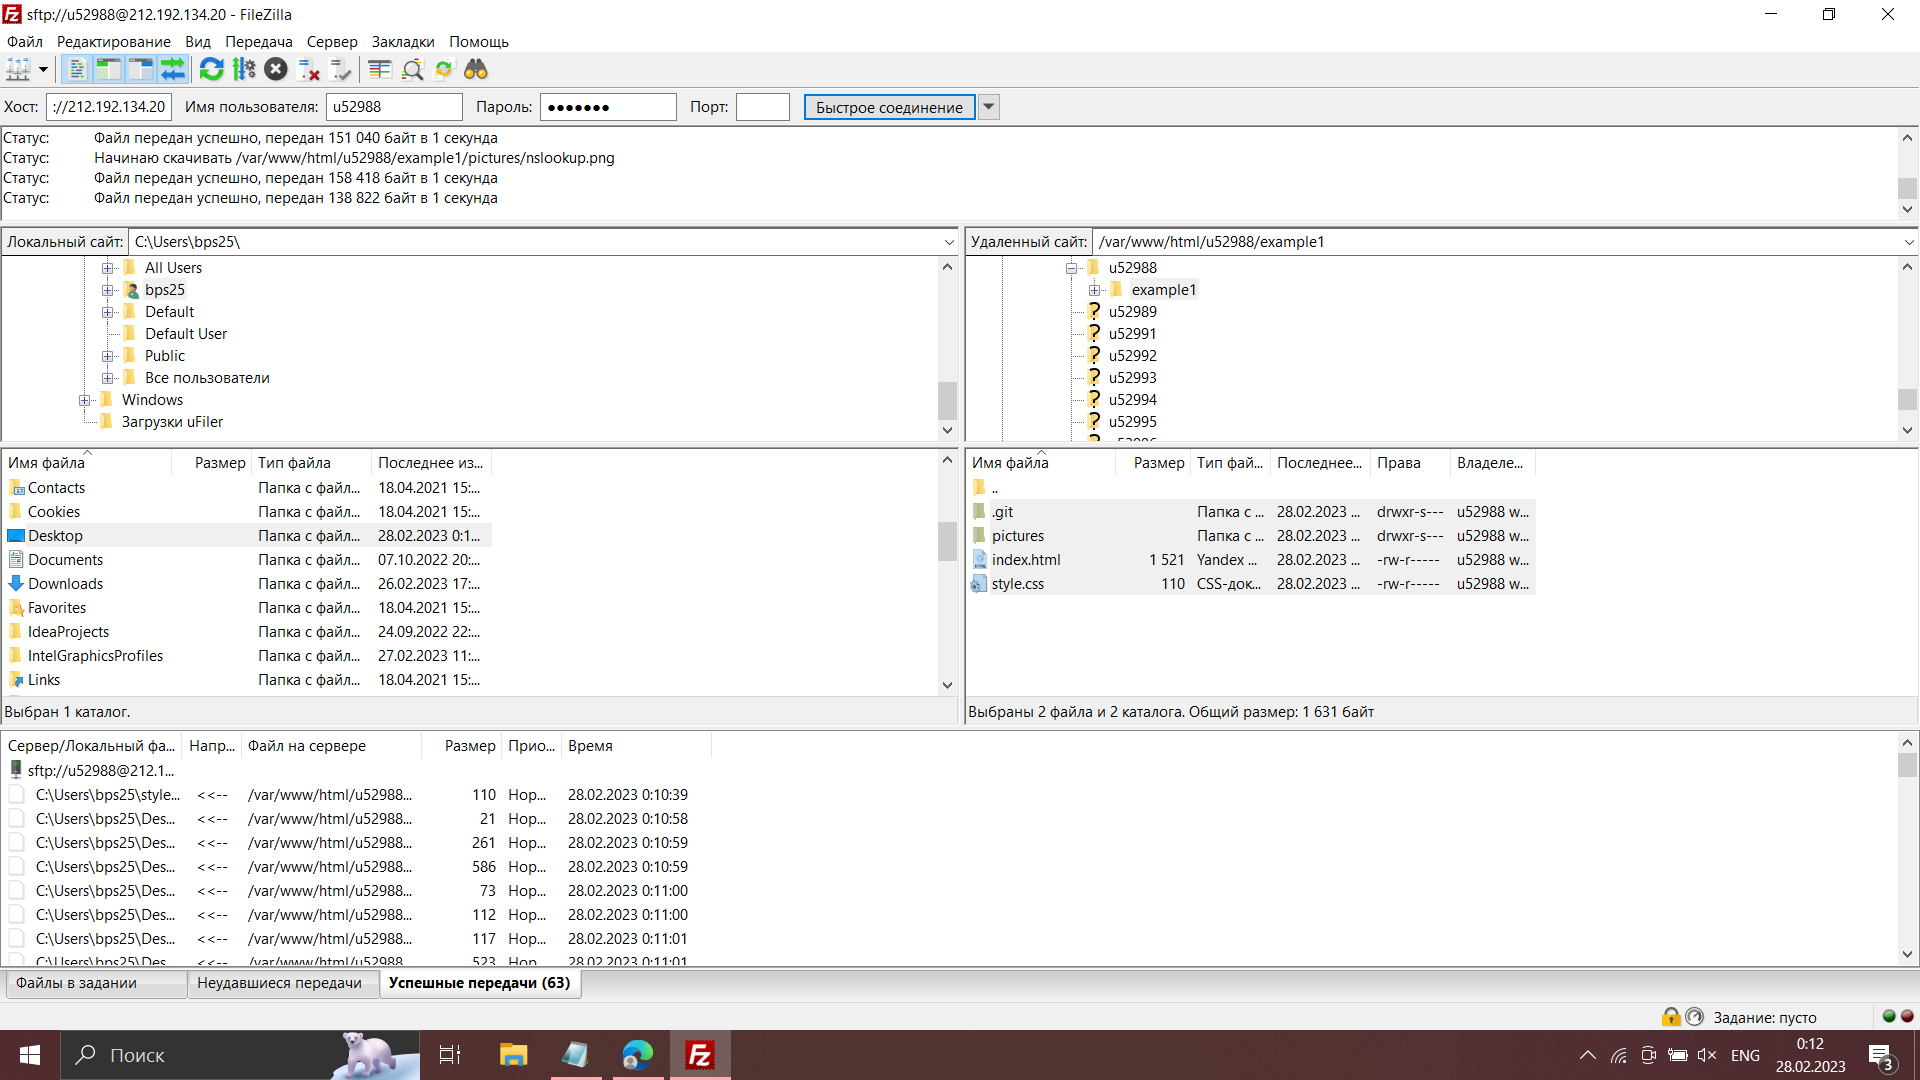 sftp://u52988@212.192.134.20 - FileZilla
Файл Редактирование Вид Передача Сервер Закладки Помощь
Хост: ://212.192.134.20 Имя пользователя: u52988 Пароль: ●●●●●●● Порт: Быстрое соединение
Статус: Файл передан успешно, передан 151 040 байт в 1 секунда
Статус: Начинаю скачивать /var/www/html/u52988/example1/pictures/nslookup.png
Статус: Файл передан успешно, передан 158 418 байт в 1 секунда
Статус: Файл передан успешно, передан 138 822 байт в 1 секунда
Локальный сайт: C:\Users\bps25\
All Users
bps25
Default
Default User
Public
Все пользователи
Windows
Загрузки uFiler
Удаленный сайт: /var/www/html/u52988/example1
u52988
example1
u52989
u52991
u52992
u52993
u52994
u52995
Имя файла Размер Тип файла Последнее из...
Contacts Папка с файл... 18.04.2021 15:...
Cookies Папка с файл... 18.04.2021 15:...
Desktop Папка с файл... 28.02.2023 0:1...
Documents Папка с файл... 07.10.2022 20:...
Downloads Папка с файл... 26.02.2023 17:...
Favorites Папка с файл... 18.04.2021 15:...
IdeaProjects Папка с файл... 24.09.2022 22:...
IntelGraphicsProfiles Папка с файл... 27.02.2023 11:...
Links Папка с файл... 18.04.2021 15:...
Выбран 1 каталог.
Имя файла Размер Тип фай... Последнее... Права Владеле...
..
.git Папка с ... 28.02.2023 ... drwxr-s--- u52988 w...
pictures Папка с ... 28.02.2023 ... drwxr-s--- u52988 w...
index.html 1 521 Yandex ... 28.02.2023 ... -rw-r----- u52988 w...
style.css 110 CSS-док... 28.02.2023 ... -rw-r----- u52988 w...
Выбраны 2 файла и 2 каталога. Общий размер: 1 631 байт
Сервер/Локальный фа... Напр... Файл на сервере Размер Прио... Время
sftp://u52988@212.1...
C:\Users\bps25\style... <<-- /var/www/html/u52988... 110 Нор... 28.02.2023 0:10:39
C:\Users\bps25\Des... <<-- /var/www/html/u52988... 21 Нор... 28.02.2023 0:10:58
C:\Users\bps25\Des... <<-- /var/www/html/u52988... 261 Нор... 28.02.2023 0:10:59
C:\Users\bps25\Des... <<-- /var/www/html/u52988... 586 Нор... 28.02.2023 0:10:59
C:\Users\bps25\Des... <<-- /var/www/html/u52988... 73 Нор... 28.02.2023 0:11:00
C:\Users\bps25\Des... <<-- /var/www/html/u52988... 112 Нор... 28.02.2023 0:11:00
C:\Users\bps25\Des... <<-- /var/www/html/u52988... 117 Нор... 28.02.2023 0:11:01
C:\Users\bps25\Des... <<-- /var/www/html/u52988... 523 Нор... 28.02.2023 0:11:01
Файлы в задании Неудавшиеся передачи Успешные передачи (63)
Задание: пусто
Поиск
ENG
0:12
28.02.2023
3